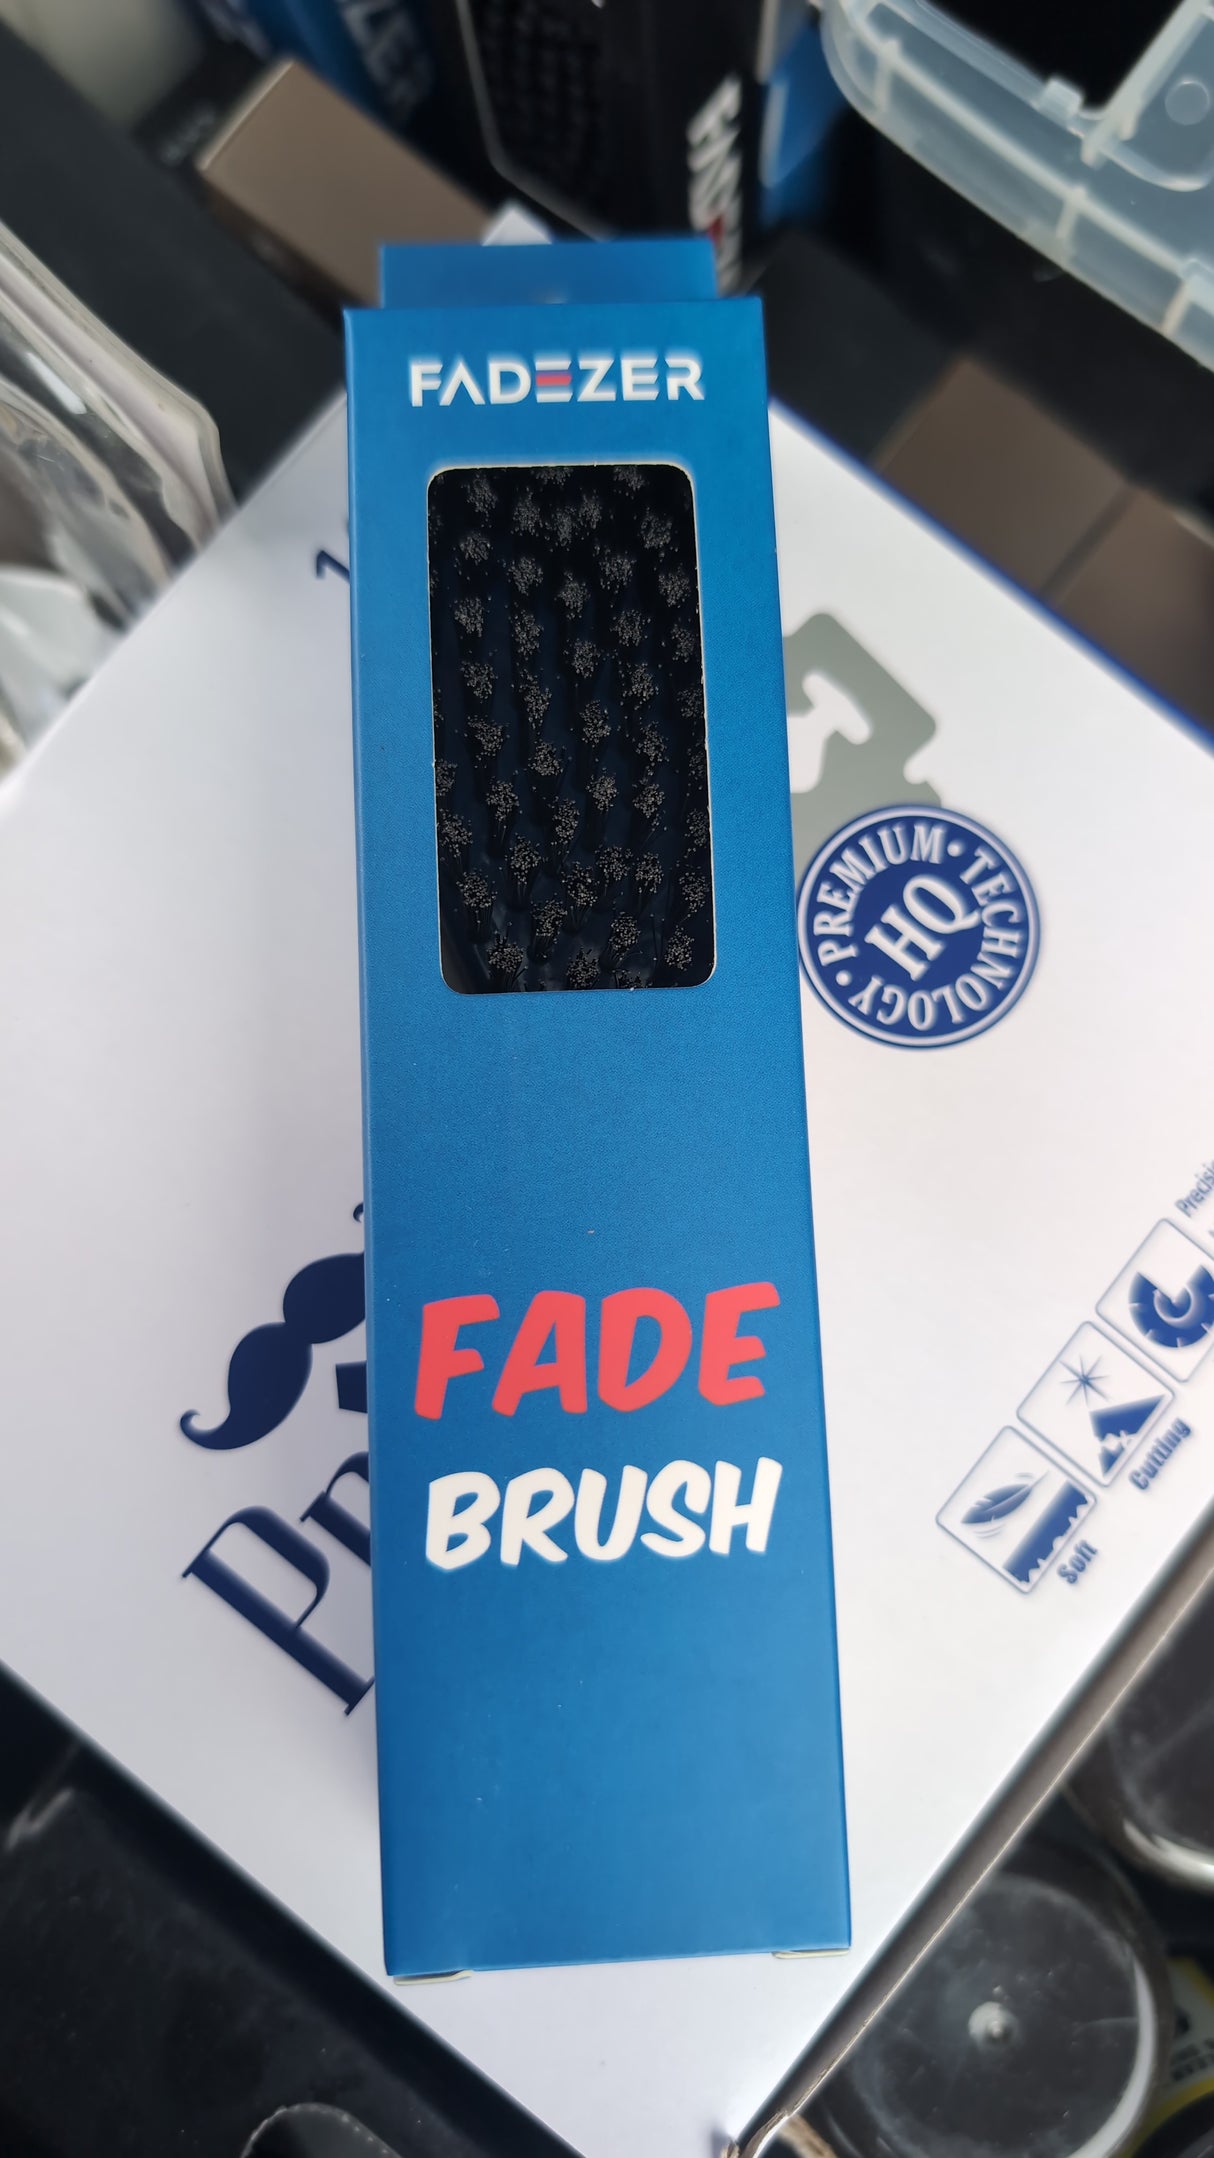 FADEZER
FADE
BRUSH
PREMIUM • TECHNOLOGY •
HQ
Soft
Cutting